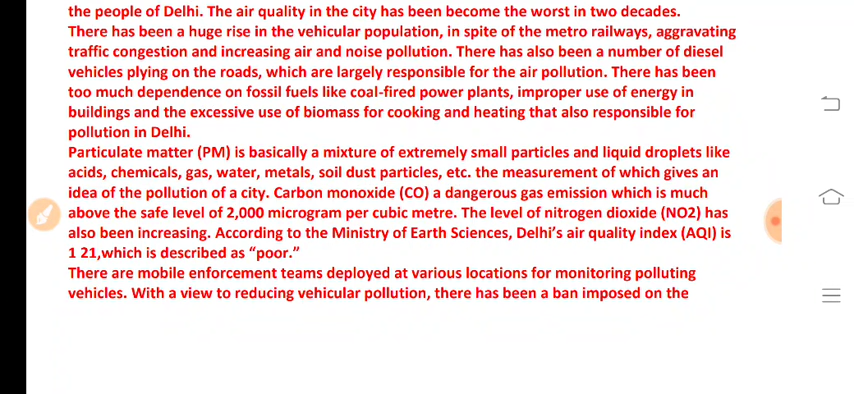 the people of Delhi. The air quality in the city has been become the worst in two decades.
There has been a huge rise in the vehicular population, in spite of the metro railways, aggravating
traffic congestion and increasing air and noise pollution. There has also been a number of diesel
vehicles plying on the roads, which are largely responsible for the air pollution. There has been
too much dependence on fossil fuels like coal-fired power plants, improper use of energy in
buildings and the excessive use of biomass for cooking and heating that also responsible for
pollution in Delhi.
Particulate matter (PM) is basically a mixture of extremely small particles and liquid droplets like
acids, chemicals, gas, water, metals, soil dust particles, etc. the measurement of which gives an
idea of the pollution of a city. Carbon monoxide (CO) a dangerous gas emission which is much
above the safe level of 2,000 microgram per cubic metre. The level of nitrogen dioxide (NO2) has
also been increasing. According to the Ministry of Earth Sciences, Delhi’s air quality index (AQI) is
1 21,which is described as “poor.”
There are mobile enforcement teams deployed at various locations for monitoring polluting
vehicles. With a view to reducing vehicular pollution, there has been a ban imposed on the